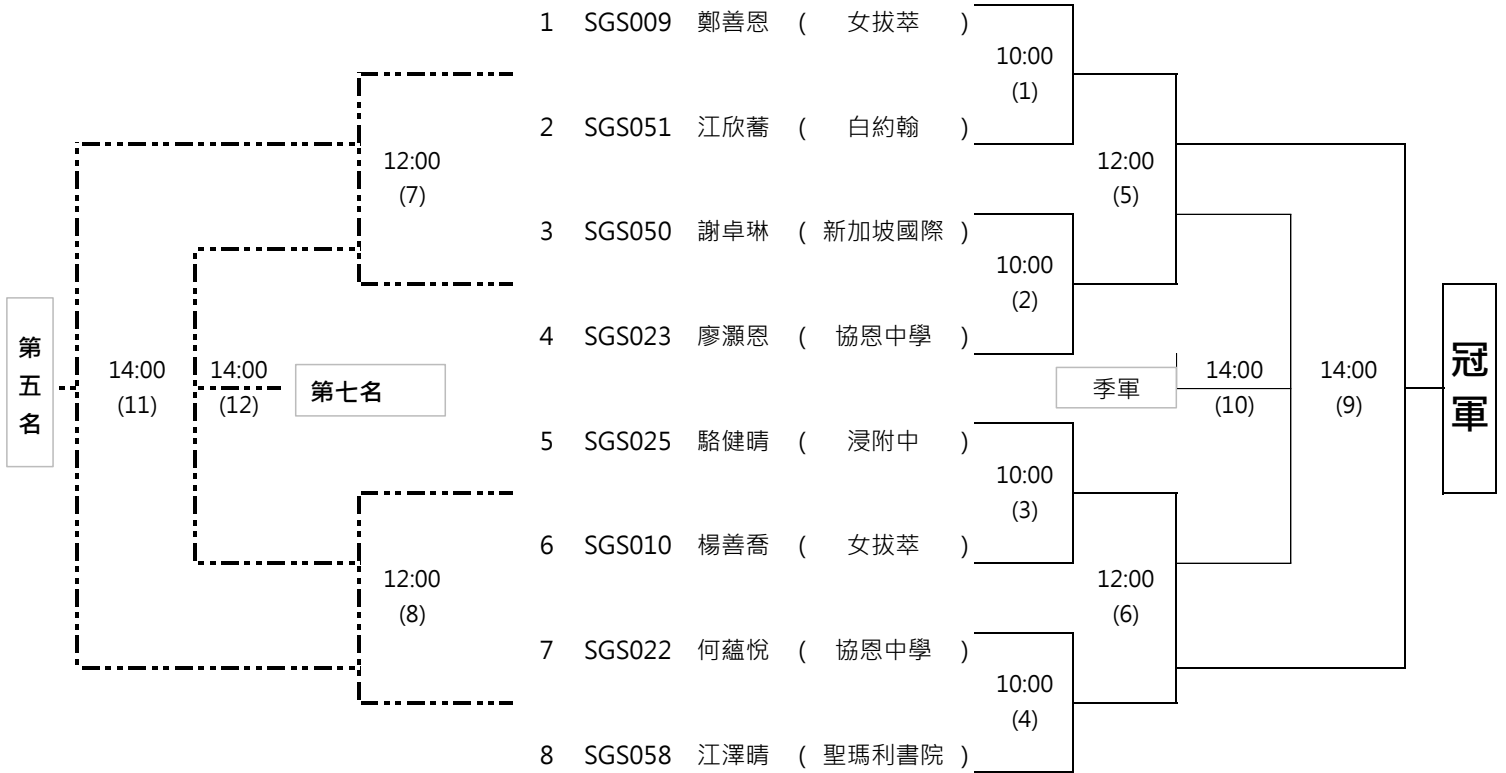 1 SGS009 鄭善恩 ( 女拔萃 )
10:00
(1)
2 SGS051 江欣蕎 ( 白約翰 )
12:00
(7)
12:00
(5)
3 SGS050 謝卓琳 ( 新加坡國際 )
10:00
(2)
4 SGS023 廖灝恩 ( 協恩中學 )
第五名
14:00
(11)
14:00
(12)
第七名
季軍
14:00
(10)
14:00
(9)
冠軍
5 SGS025 駱健晴 ( 浸附中 )
10:00
(3)
6 SGS010 楊善喬 ( 女拔萃 )
12:00
(8)
12:00
(6)
7 SGS022 何蘊悅 ( 協恩中學 )
10:00
(4)
8 SGS058 江澤晴 ( 聖瑪利書院 )